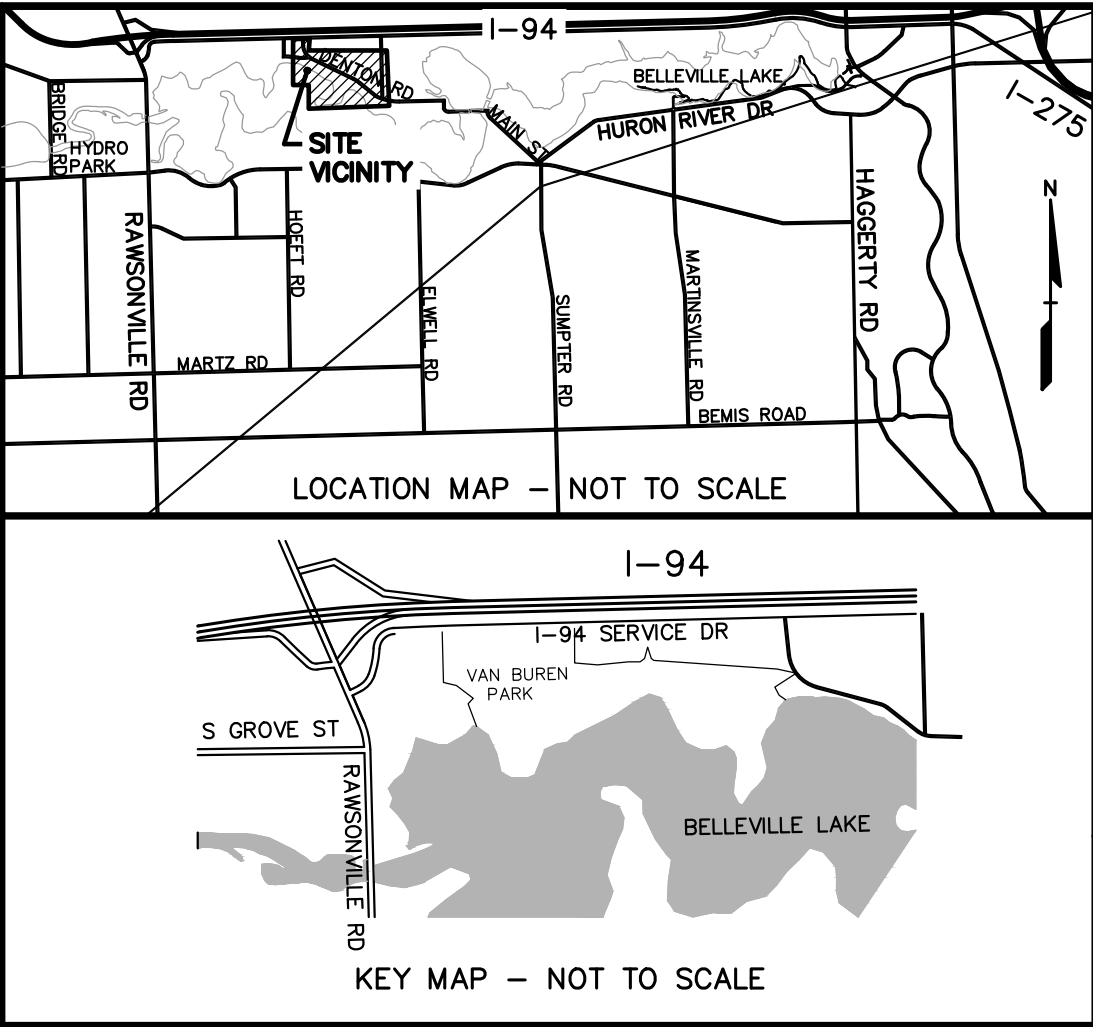 I-94
DENTON RD
BELLEVILLE LAKE
BRIDGE RD
I-275
MAIN ST
HURON RIVER DR
HYDRO
PARK
SITE
VICINITY
N
RAWSONVILLE RD
HOEFT RD
HAGGERTY RD
ELWELL RD
SUMPTER RD
MARTINSVILLE RD
MARTZ RD
BEMIS ROAD
LOCATION MAP - NOT TO SCALE
I-94
I-94 SERVICE DR
VAN BUREN
PARK
S GROVE ST
RAWSONVILLE RD
BELLEVILLE LAKE
KEY MAP - NOT TO SCALE